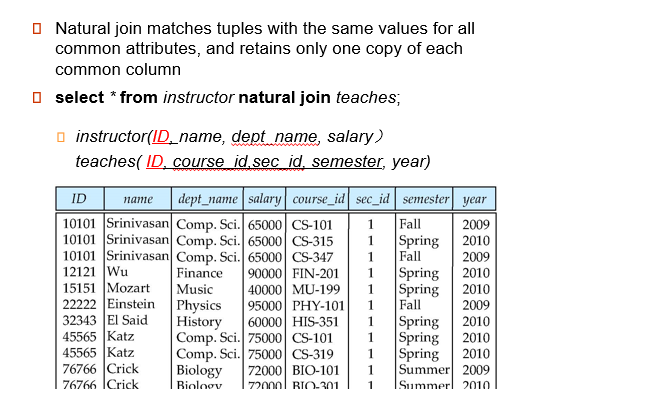 Natural join matches tuples with the same values for all
common attributes, and retains only one copy of each
common column
select * from instructor natural join teaches;
instructor(ID, name, dept_name, salary）
teaches( ID, course_id,sec_id, semester, year)
ID name dept_name salary course_id sec_id semester year
10101 Srinivasan Comp. Sci. 65000 CS-101 1 Fall 2009
10101 Srinivasan Comp. Sci. 65000 CS-315 1 Spring 2010
10101 Srinivasan Comp. Sci. 65000 CS-347 1 Fall 2009
12121 Wu Finance 90000 FIN-201 1 Spring 2010
15151 Mozart Music 40000 MU-199 1 Spring 2010
22222 Einstein Physics 95000 PHY-101 1 Fall 2009
32343 El Said History 60000 HIS-351 1 Spring 2010
45565 Katz Comp. Sci. 75000 CS-101 1 Spring 2010
45565 Katz Comp. Sci. 75000 CS-319 1 Spring 2010
76766 Crick Biology 72000 BIO-101 1 Summer 2009
76766 Crick Biology 72000 BIO-301 1 Summer 2010